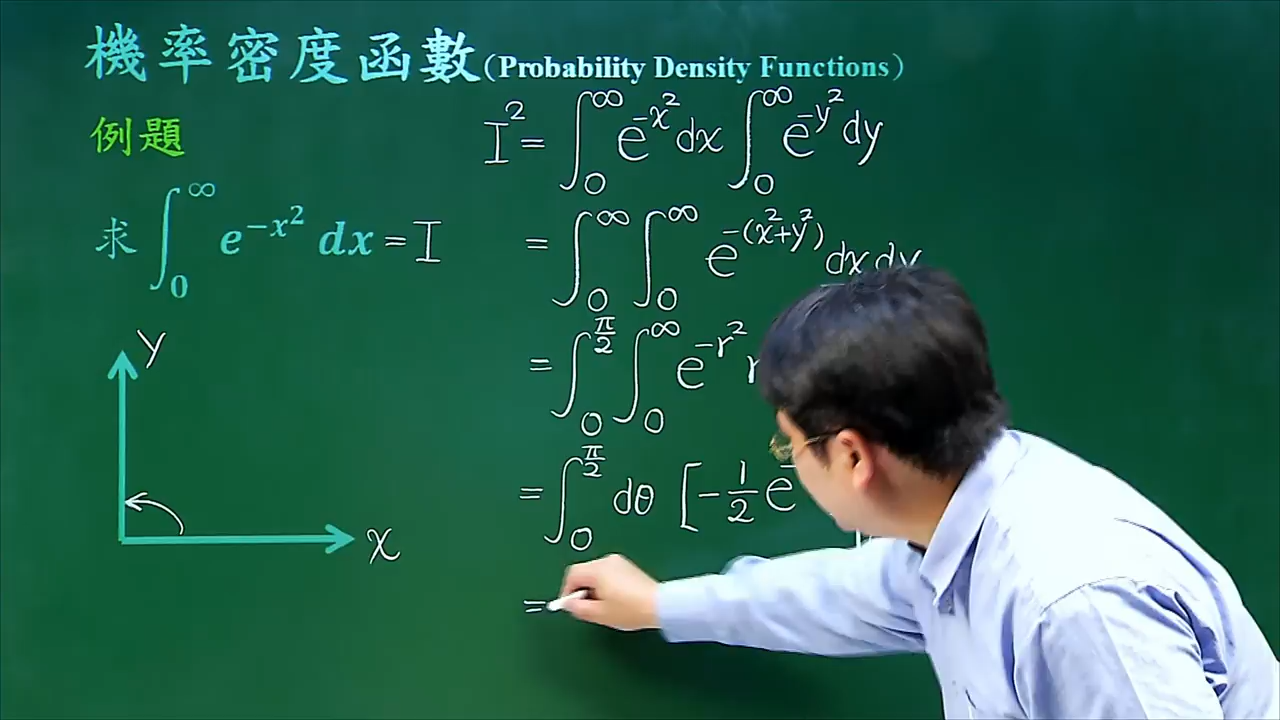 機率密度函數(Probability Density Functions)
例題
求 ∫₀^∞ e^{-x²} dx = I
I² = ∫₀^∞ e^{-x²} dx ∫₀^∞ e^{-y²} dy
= ∫₀^∞ ∫₀^∞ e^{-(x²+y²)} dx dy
= ∫₀^{π/2} ∫₀^∞ e^{-r²} r
= ∫₀^{π/2} dθ [-1/2 e^-
=
y
x